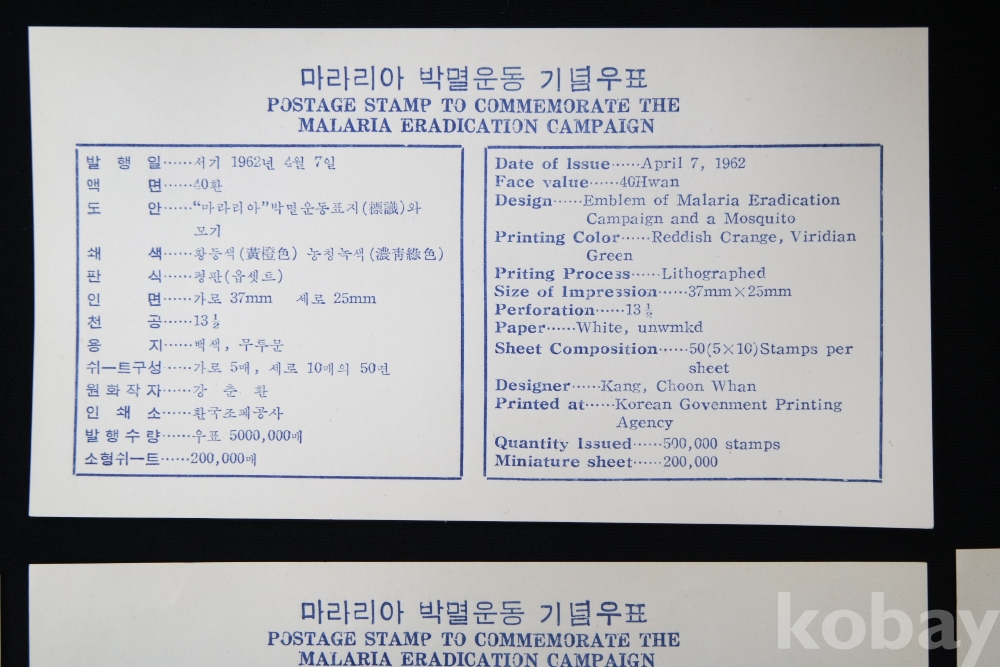 마라리아 박멸운동 기념우표
POSTAGE STAMP TO COMMEMORATE THE
MALARIA ERADICATION CAMPAIGN
발 행 일……서기 1962년 4월 7일
액 면……40환
도 안……“마라리아”박멸운동표지(標識)와
모기
쇄 색……황등색(黃橙色) 농청녹색(濃靑綠色)
판 식……평판(옵셋트)
인 면……가로 37mm 세로 25mm
천 공……13½
용 지……백색, 무투문
쉬ー트구성……가로 5매, 세로 10매의 50면
원화작자……강 춘 환
인 쇄 소……한국조폐공사
발행수량……우표 5000,000매
소형쉬ー트……200,000매
Date of Issue……April 7, 1962
Face value……40Hwan
Design……Emblem of Malaria Eradication
Campaign and a Mosquito
Printing Color……Reddish Crange, Viridian
Green
Priting Process……Lithographed
Size of Impression……37mm×25mm
Perforation……13½
Paper……White, unwmkd
Sheet Composition……50(5×10)Stamps per
sheet
Designer……Kang, Choon Whan
Printed at……Korean Govenment Printing
Agency
Quantity Issued……500,000 stamps
Miniature sheet……200,000
마라리아 박멸운동 기념우표
POSTAGE STAMP TO COMMEMORATE THE
MALARIA ERADICATION CAMPAIGN
kobay